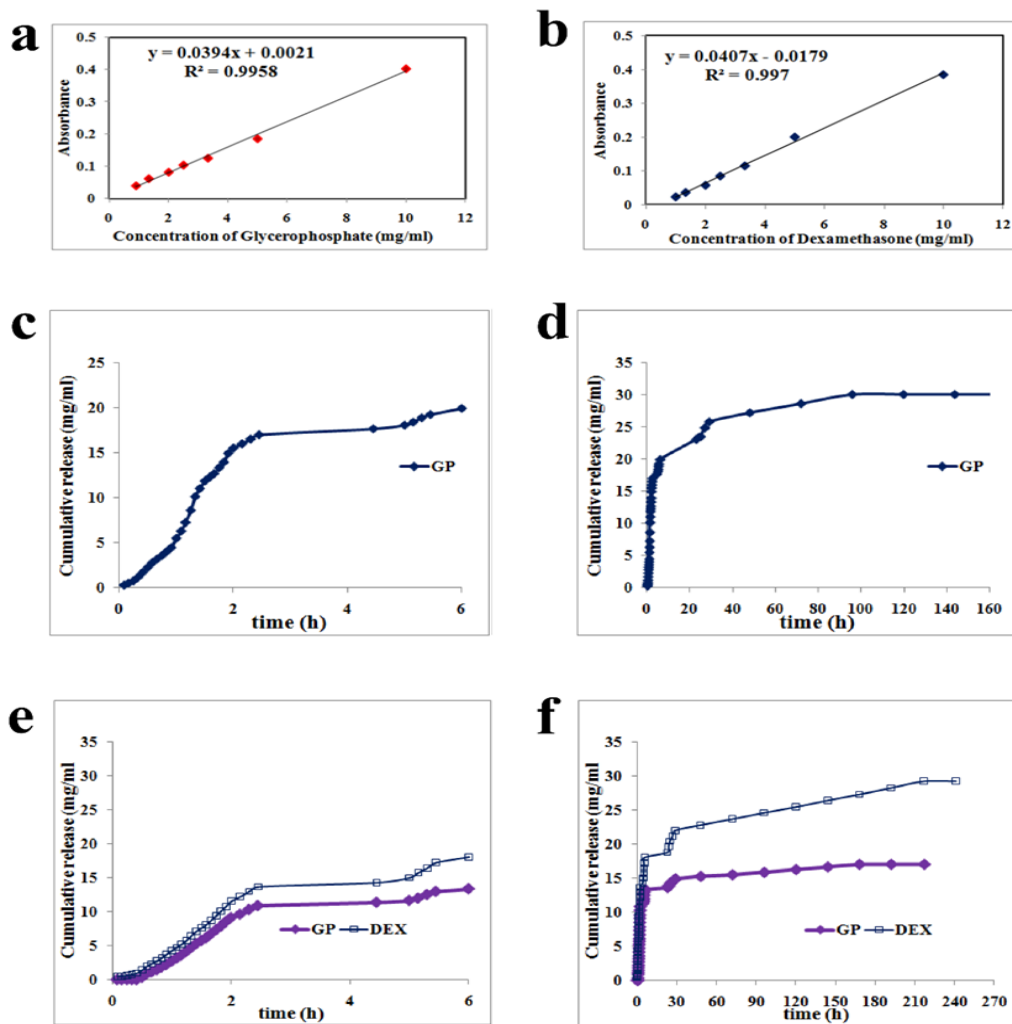 a
0.5
0.4
0.3
0.2
0.1
0
y = 0.0394x + 0.0021
R² = 0.9958
Absorbance
0 2 4 6 8 10 12
Concentration of Glycerophosphate (mg/ml)
b
0.5
0.4
0.3
0.2
0.1
0
y = 0.0407x - 0.0179
R² = 0.997
Absorbance
0 2 4 6 8 10 12
Concentration of Dexamethasone (mg/ml)
c
25
20
15
10
5
0
Cumulative release (mg/ml)
GP
0 2 4 6
time (h)
d
35
30
25
20
15
10
5
0
Cumulative release (mg/ml)
GP
0 20 40 60 80 100 120 140 160
time (h)
e
35
30
25
20
15
10
5
0
Cumulative release (mg/ml
GP DEX
0 2 4 6
time (h)
f
35
30
25
20
15
10
5
0
Cumulative release (mg/ml
GP DEX
0 30 60 90 120 150 180 210 240 270
time (h)